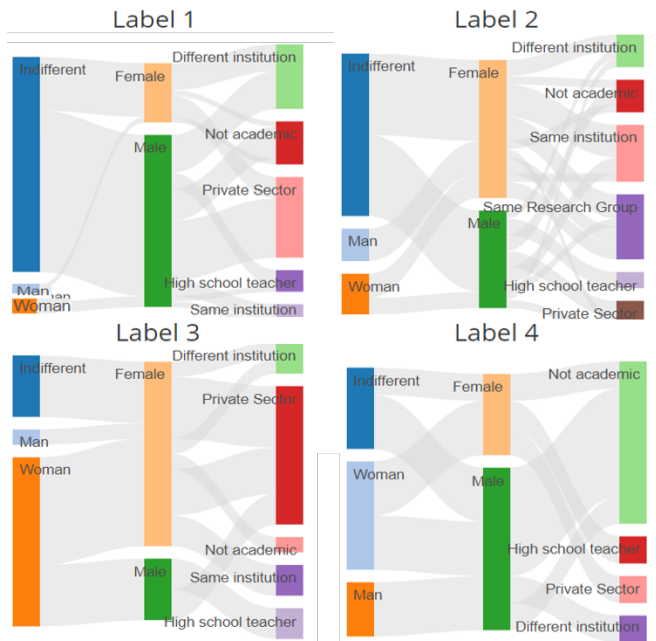 Label 1
Indifferent
Female
Different institution
Not academic
Male
Private Sector
High school teacher
Man
Woman
Same institution
Label 2
Indifferent
Female
Different institution
Not academic
Same institution
Same Research Group
Male
Man
Woman
High school teacher
Private Sector
Label 3
Indifferent
Female
Different institution
Private Sector
Man
Woman
Not academic
Male
Same institution
High school teacher
Label 4
Indifferent
Female
Not academic
Woman
Male
High school teacher
Private Sector
Man
Different institution